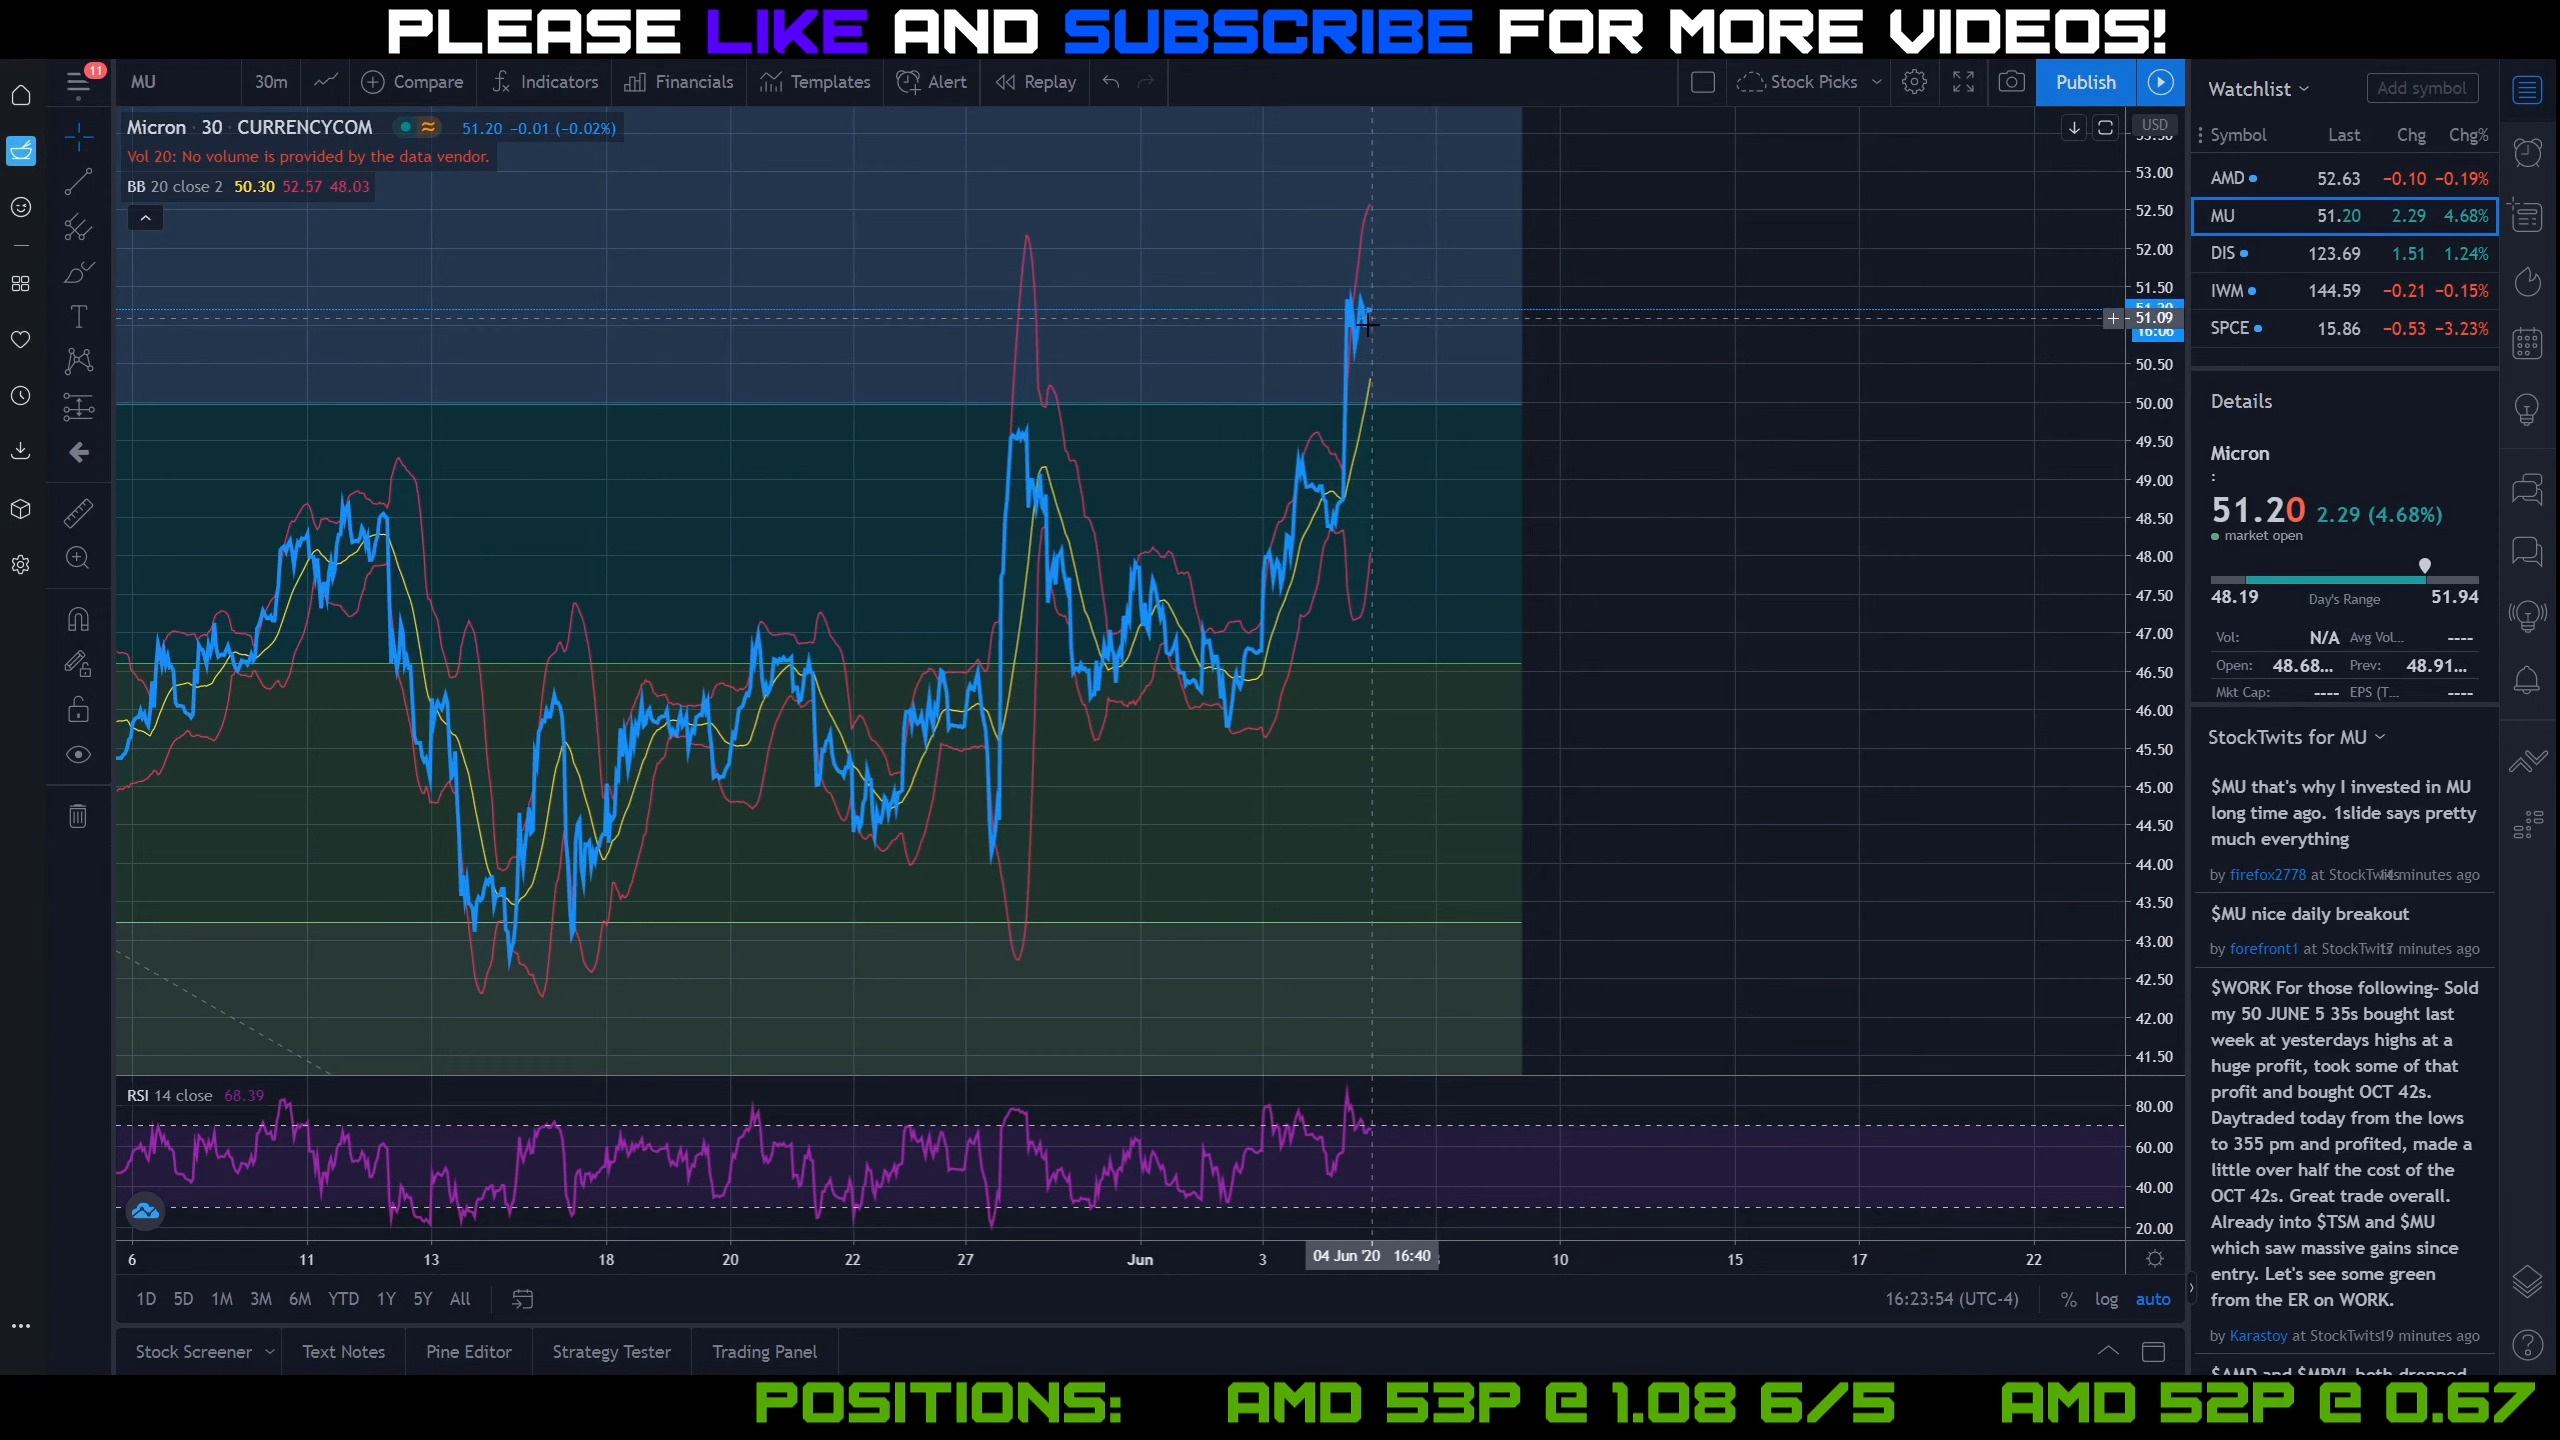 PLEASE LIKE AND SUBSCRIBE FOR MORE VIDEOS!
11
MU 30m Compare Indicators Financials Templates Alert Replay Stock Picks Publish
Micron 30 CURRENCYCOM 51.20 −0.01 (−0.02%)
Vol 20: No volume is provided by the data vendor.
BB 20 close 2 50.30 52.57 48.03
USD
53.00
52.50
52.00
51.50
51.09
16:06
50.50
50.00
49.50
49.00
48.50
48.00
47.50
47.00
46.50
46.00
45.50
45.00
44.50
44.00
43.50
43.00
42.50
42.00
41.50
RSI 14 close 68.39
80.00
60.00
40.00
20.00
6 11 13 18 20 22 27 Jun 3 04 Jun '20 16:40 10 15 17 22
1D 5D 1M 3M 6M YTD 1Y 5Y All
16:23:54 (UTC-4) % log auto
Stock Screener Text Notes Pine Editor Strategy Tester Trading Panel
Watchlist Add symbol
Symbol Last Chg Chg%
AMD 52.63 −0.10 −0.19%
MU 51.20 2.29 4.68%
DIS 123.69 1.51 1.24%
IWM 144.59 −0.21 −0.15%
SPCE 15.86 −0.53 −3.23%
Details
Micron
:
51.20 2.29 (4.68%)
market open
48.19 Day's Range 51.94
Vol: N/A Avg Vol... ----
Open: 48.68... Prev: 48.91...
Mkt Cap: ---- EPS (T... ----
StockTwits for MU
$MU that's why I invested in MU
long time ago. 1slide says pretty
much everything
by firefox2778 at StockTwits minutes ago
$MU nice daily breakout
by forefront1 at StockTwits 17 minutes ago
$WORK For those following- Sold
my 50 JUNE 5 35s bought last
week at yesterdays highs at a
huge profit, took some of that
profit and bought OCT 42s.
Daytraded today from the lows
to 355 pm and profited, made a
little over half the cost of the
OCT 42s. Great trade overall.
Already into $TSM and $MU
which saw massive gains since
entry. Let's see some green
from the ER on WORK.
by Karastoy at StockTwits 19 minutes ago
POSITIONS: AMD 53P @ 1.08 6/5 AMD 52P @ 0.67